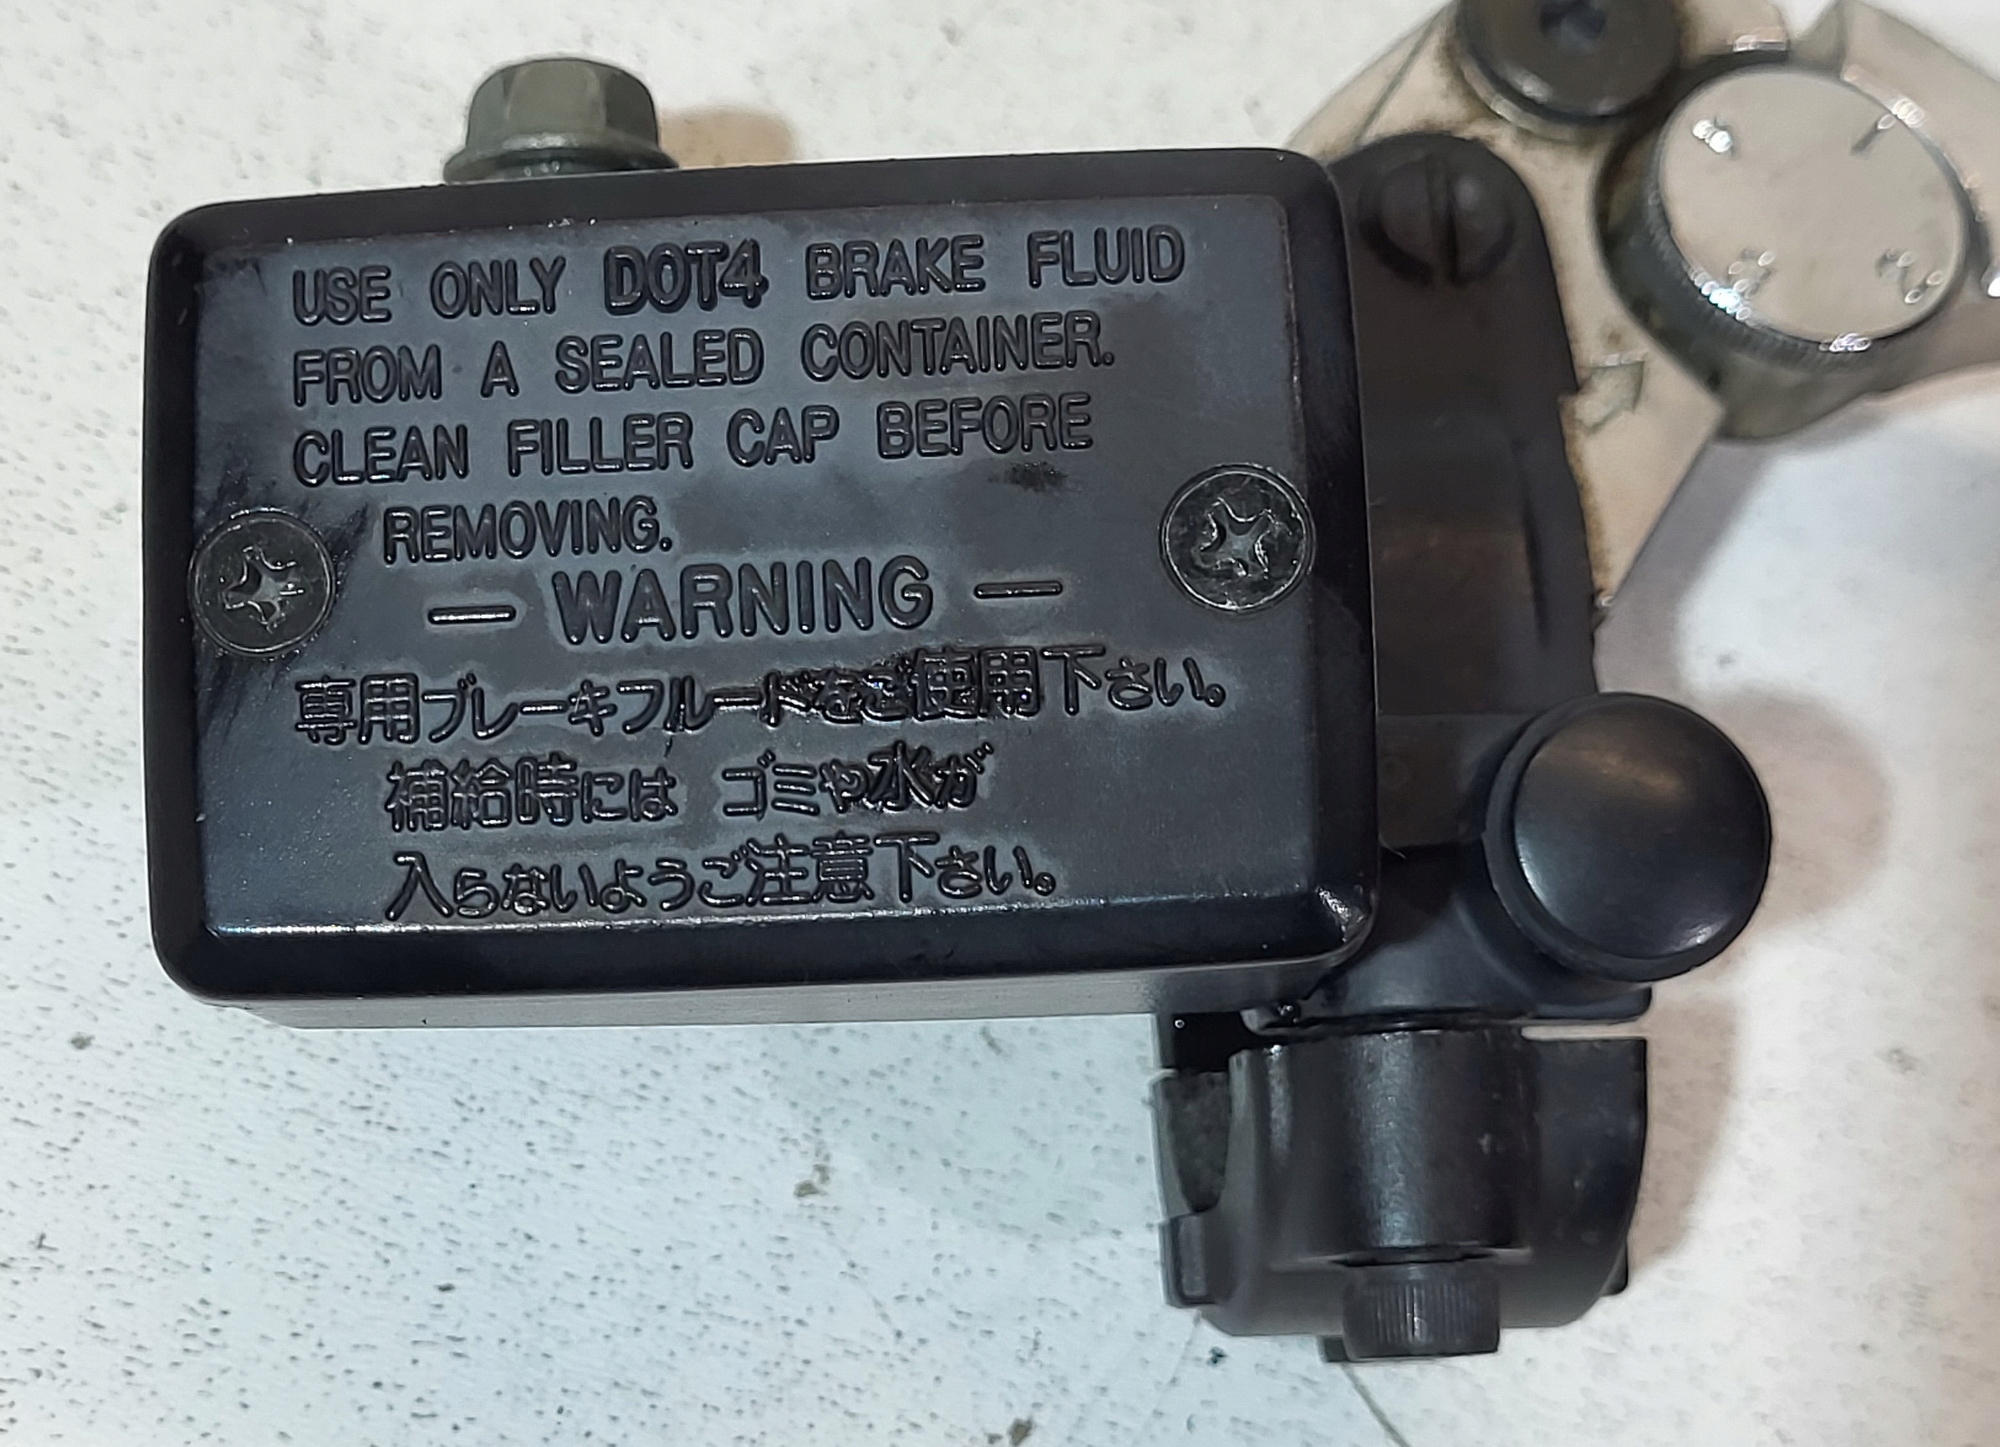 USE ONLY DOT4 BRAKE FLUID
FROM A SEALED CONTAINER.
CLEAN FILLER CAP BEFORE
REMOVING.
— WARNING —
専用ブレーキフルードをご使用下さい。
補給時には ゴミや水が
入らないようご注意下さい。